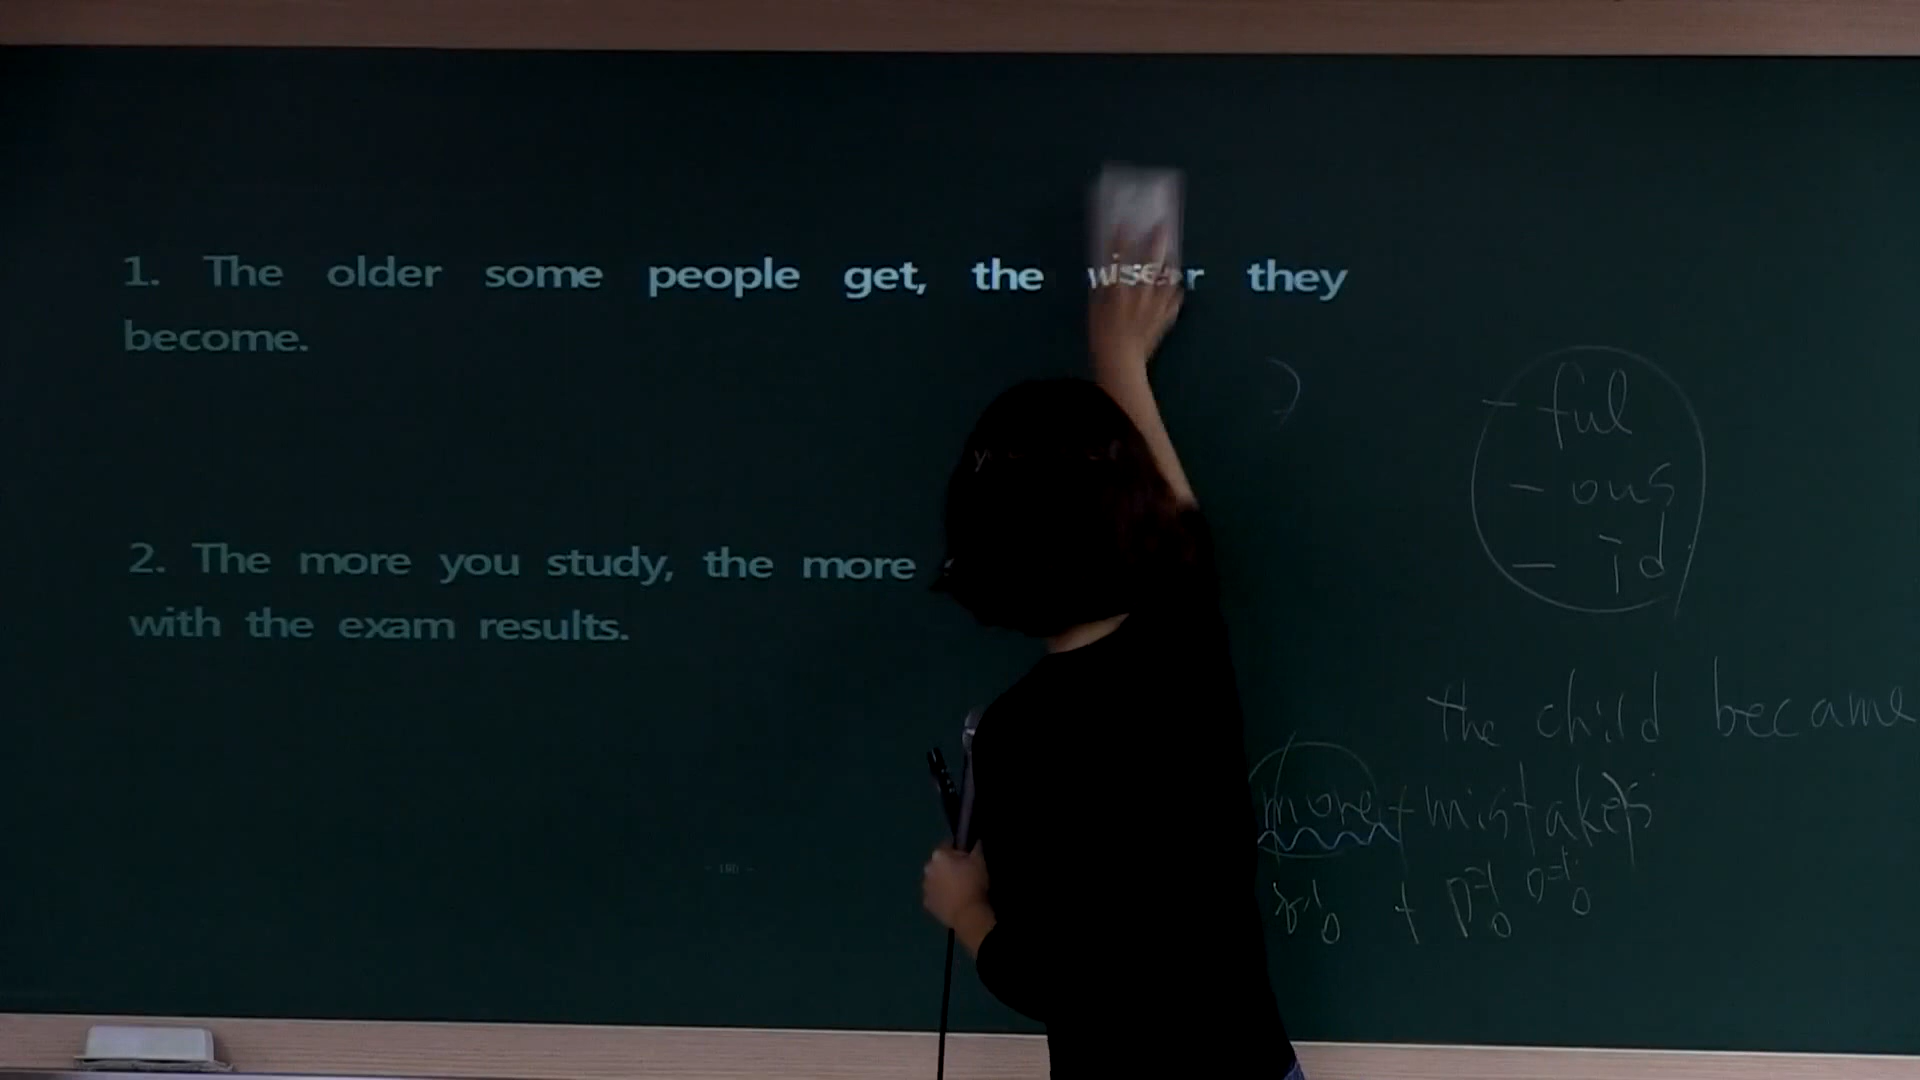 1. The older some people get, the wiser they
become.
2. The more you study, the more
with the exam results.
- ful
- ous
- id
the child became
more + mistakes
- 180 -